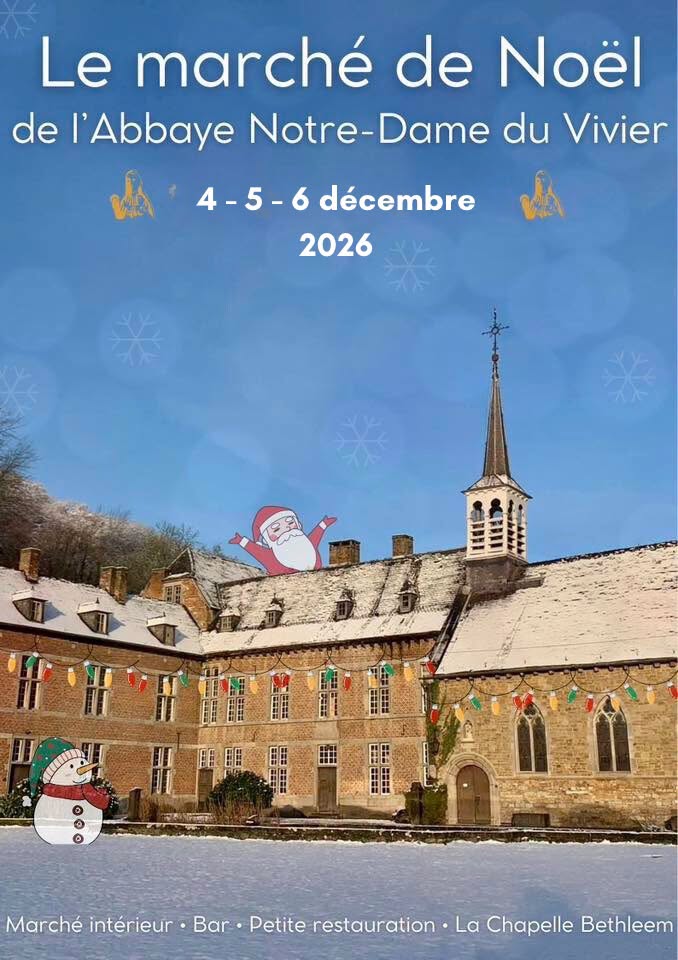 Le marché de Noël
de l'Abbaye Notre-Dame du Vivier
4 - 5 - 6 décembre
2026
Marché intérieur • Bar • Petite restauration • La Chapelle Bethleem